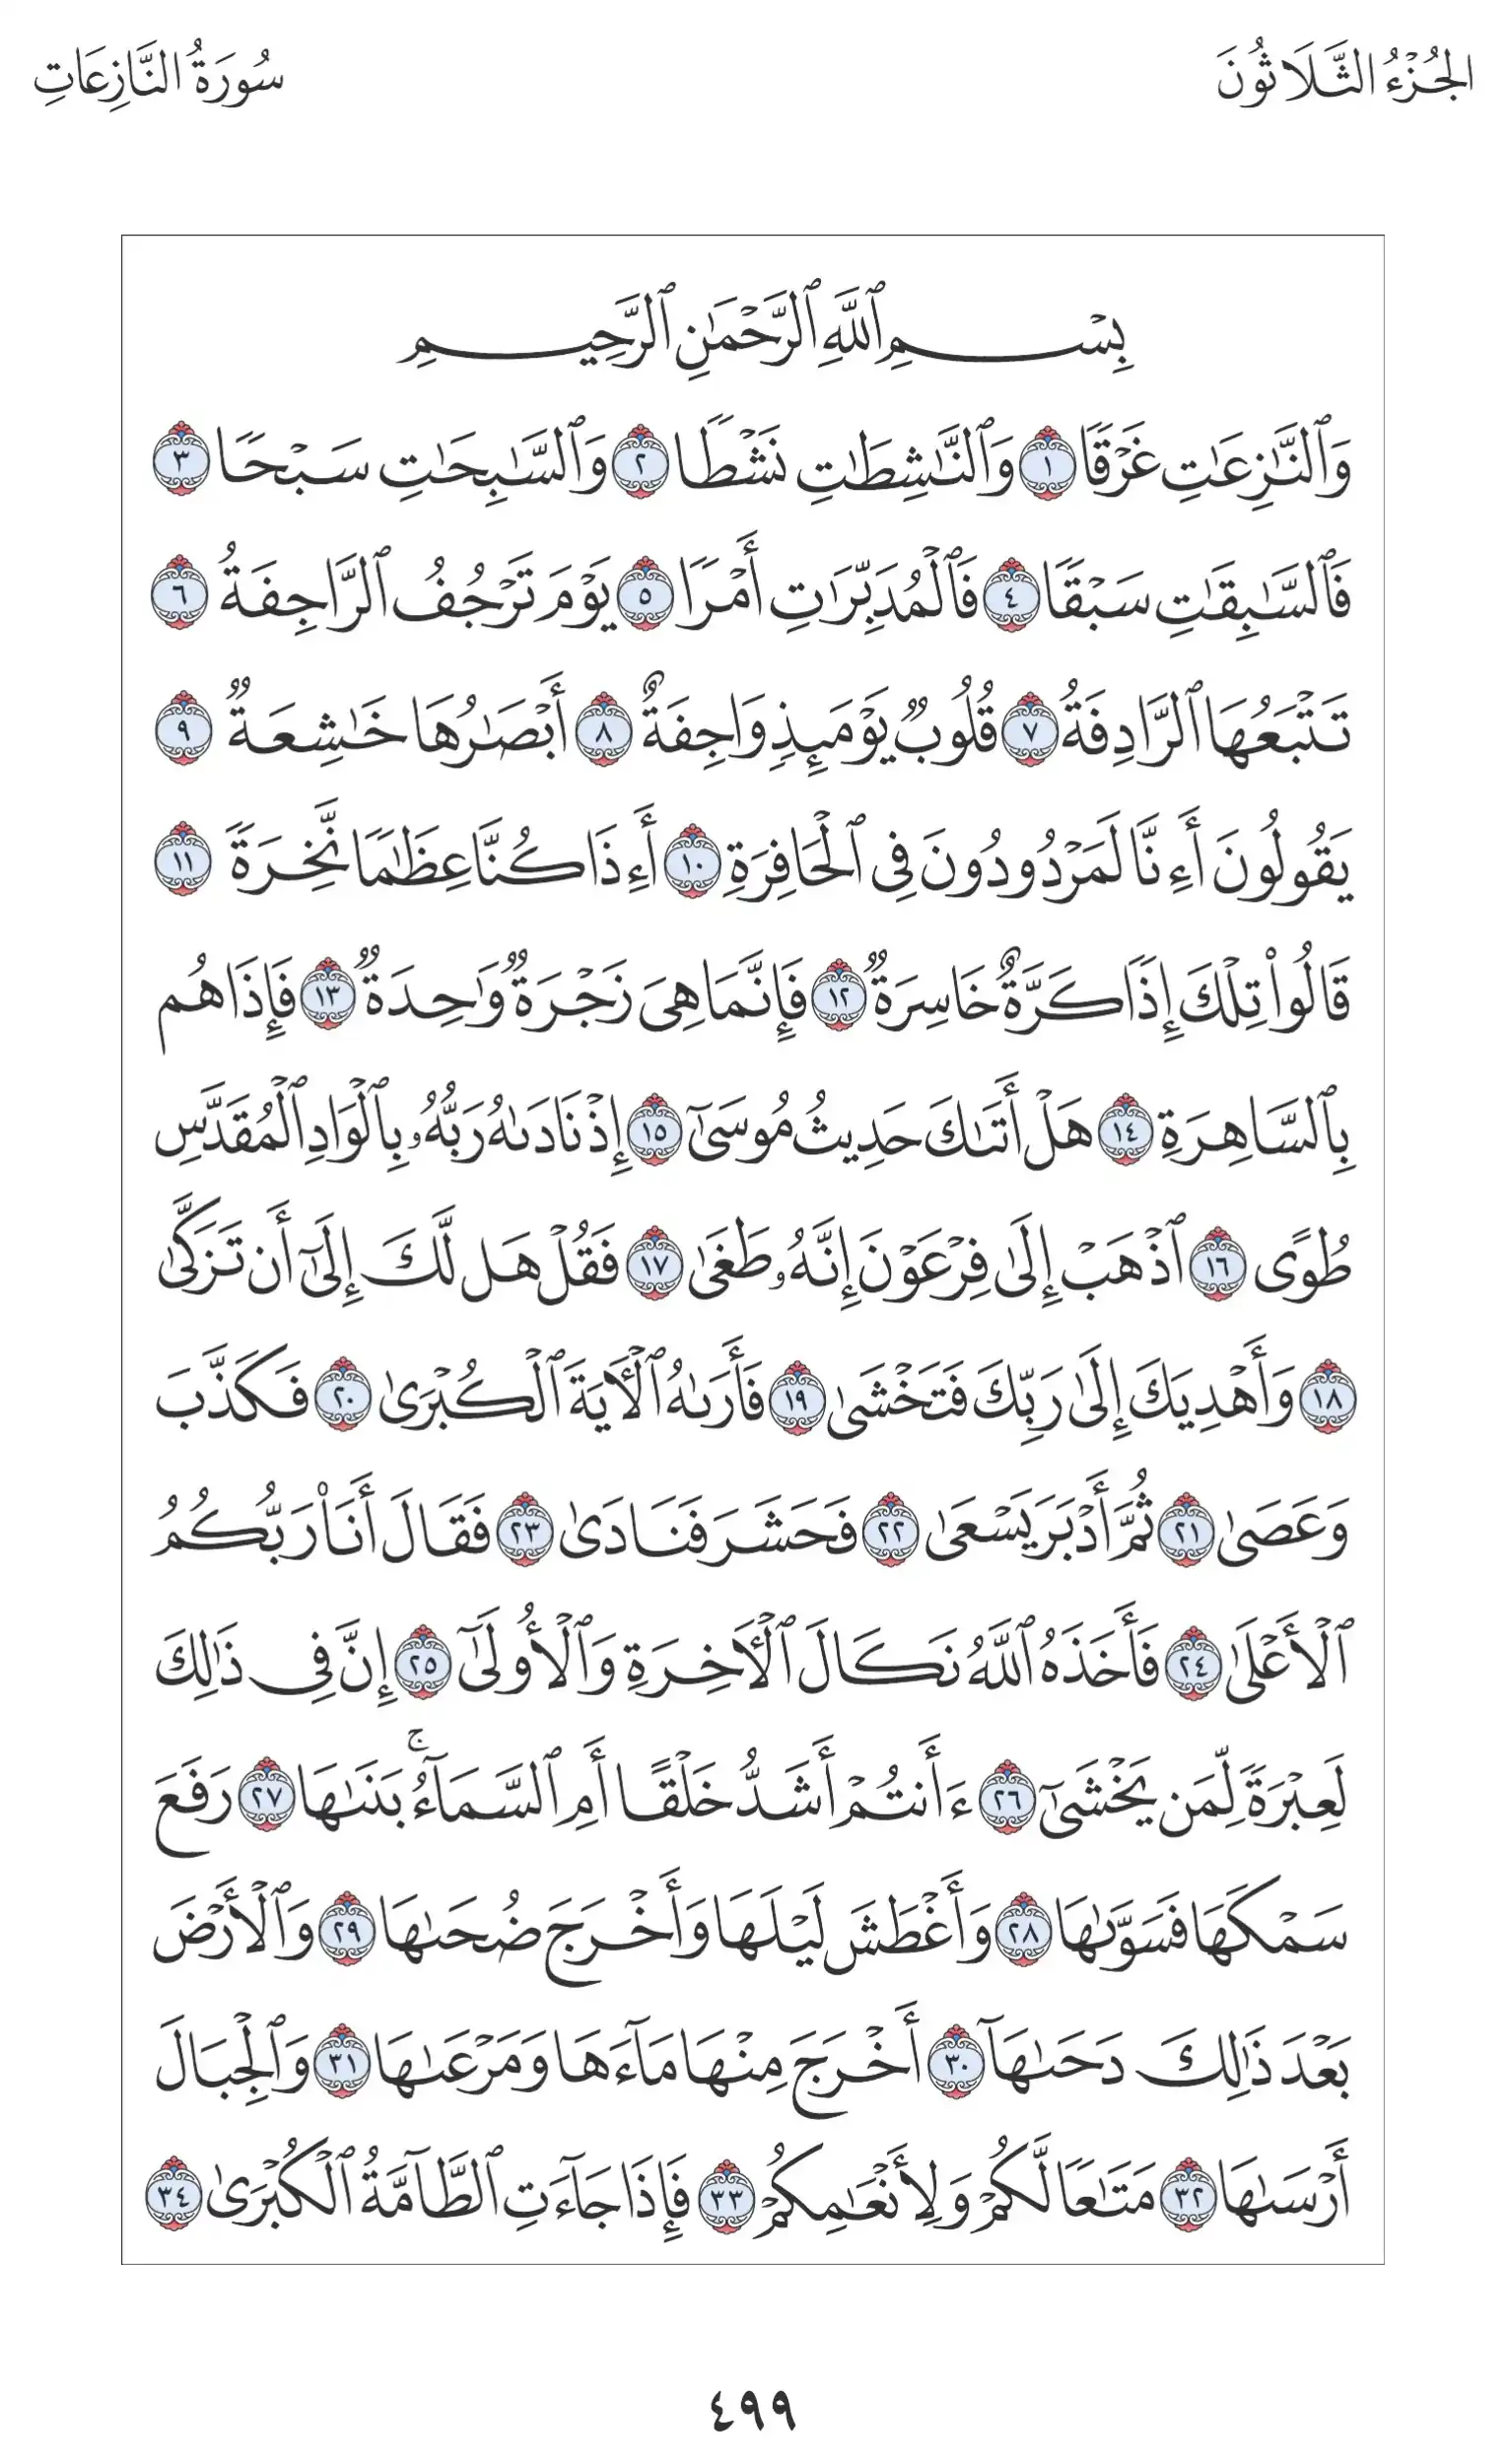 الجُزْءُ الثَّلَاثُونَ
سُورَةُ النَّازِعَاتِ
بِسْمِ ٱللَّهِ ٱلرَّحْمَٰنِ ٱلرَّحِيمِ
وَٱلنَّٰزِعَٰتِ غَرْقًا ١ وَٱلنَّٰشِطَٰتِ نَشْطًا ٢ وَٱلسَّٰبِحَٰتِ سَبْحًا ٣
فَٱلسَّٰبِقَٰتِ سَبْقًا ٤ فَٱلْمُدَبِّرَٰتِ أَمْرًا ٥ يَوْمَ تَرْجُفُ ٱلرَّاجِفَةُ ٦
تَتْبَعُهَا ٱلرَّادِفَةُ ٧ قُلُوبٌ يَوْمَئِذٍ وَاجِفَةٌ ٨ أَبْصَٰرُهَا خَٰشِعَةٌ ٩
يَقُولُونَ أَءِنَّا لَمَرْدُودُونَ فِى ٱلْحَافِرَةِ ١٠ أَءِذَا كُنَّا عِظَٰمًا نَّخِرَةً ١١
قَالُوا۟ تِلْكَ إِذًا كَرَّةٌ خَاسِرَةٌ ١٢ فَإِنَّمَا هِىَ زَجْرَةٌ وَٰحِدَةٌ ١٣ فَإِذَا هُم
بِٱلسَّاهِرَةِ ١٤ هَلْ أَتَىٰكَ حَدِيثُ مُوسَىٰٓ ١٥ إِذْ نَادَىٰهُ رَبُّهُۥ بِٱلْوَادِ ٱلْمُقَدَّسِ
طُوًى ١٦ ٱذْهَبْ إِلَىٰ فِرْعَوْنَ إِنَّهُۥ طَغَىٰ ١٧ فَقُلْ هَل لَّكَ إِلَىٰٓ أَن تَزَكَّىٰ
١٨ وَأَهْدِيَكَ إِلَىٰ رَبِّكَ فَتَخْشَىٰ ١٩ فَأَرَىٰهُ ٱلْءَايَةَ ٱلْكُبْرَىٰ ٢٠ فَكَذَّبَ
وَعَصَىٰ ٢١ ثُمَّ أَدْبَرَ يَسْعَىٰ ٢٢ فَحَشَرَ فَنَادَىٰ ٢٣ فَقَالَ أَنَا۠ رَبُّكُمُ
ٱلْأَعْلَىٰ ٢٤ فَأَخَذَهُ ٱللَّهُ نَكَالَ ٱلْءَاخِرَةِ وَٱلْأُولَىٰٓ ٢٥ إِنَّ فِى ذَٰلِكَ
لَعِبْرَةً لِّمَن يَخْشَىٰٓ ٢٦ ءَأَنتُمْ أَشَدُّ خَلْقًا أَمِ ٱلسَّمَآءُ ۚ بَنَىٰهَا ٢٧ رَفَعَ
سَمْكَهَا فَسَوَّىٰهَا ٢٨ وَأَغْطَشَ لَيْلَهَا وَأَخْرَجَ ضُحَىٰهَا ٢٩ وَٱلْأَرْضَ
بَعْدَ ذَٰلِكَ دَحَىٰهَآ ٣٠ أَخْرَجَ مِنْهَا مَآءَهَا وَمَرْعَىٰهَا ٣١ وَٱلْجِبَالَ
أَرْسَىٰهَا ٣٢ مَتَٰعًا لَّكُمْ وَلِأَنْعَٰمِكُمْ ٣٣ فَإِذَا جَآءَتِ ٱلطَّآمَّةُ ٱلْكُبْرَىٰ ٣٤
٤٩٩